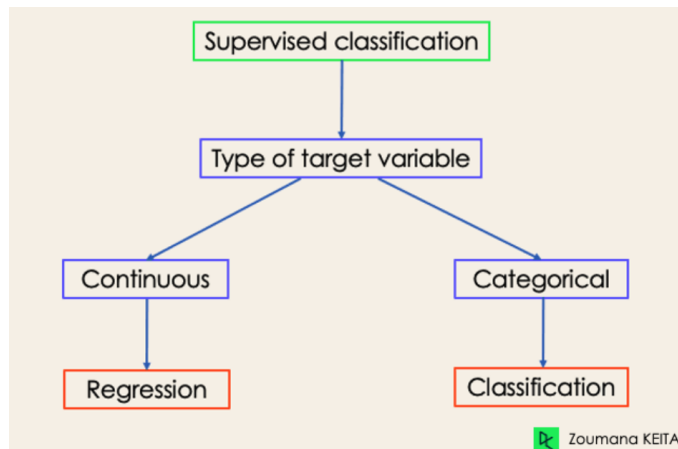 Supervised classification
Type of target variable
Continuous
Categorical
Regression
Classification
Zoumana KEITA